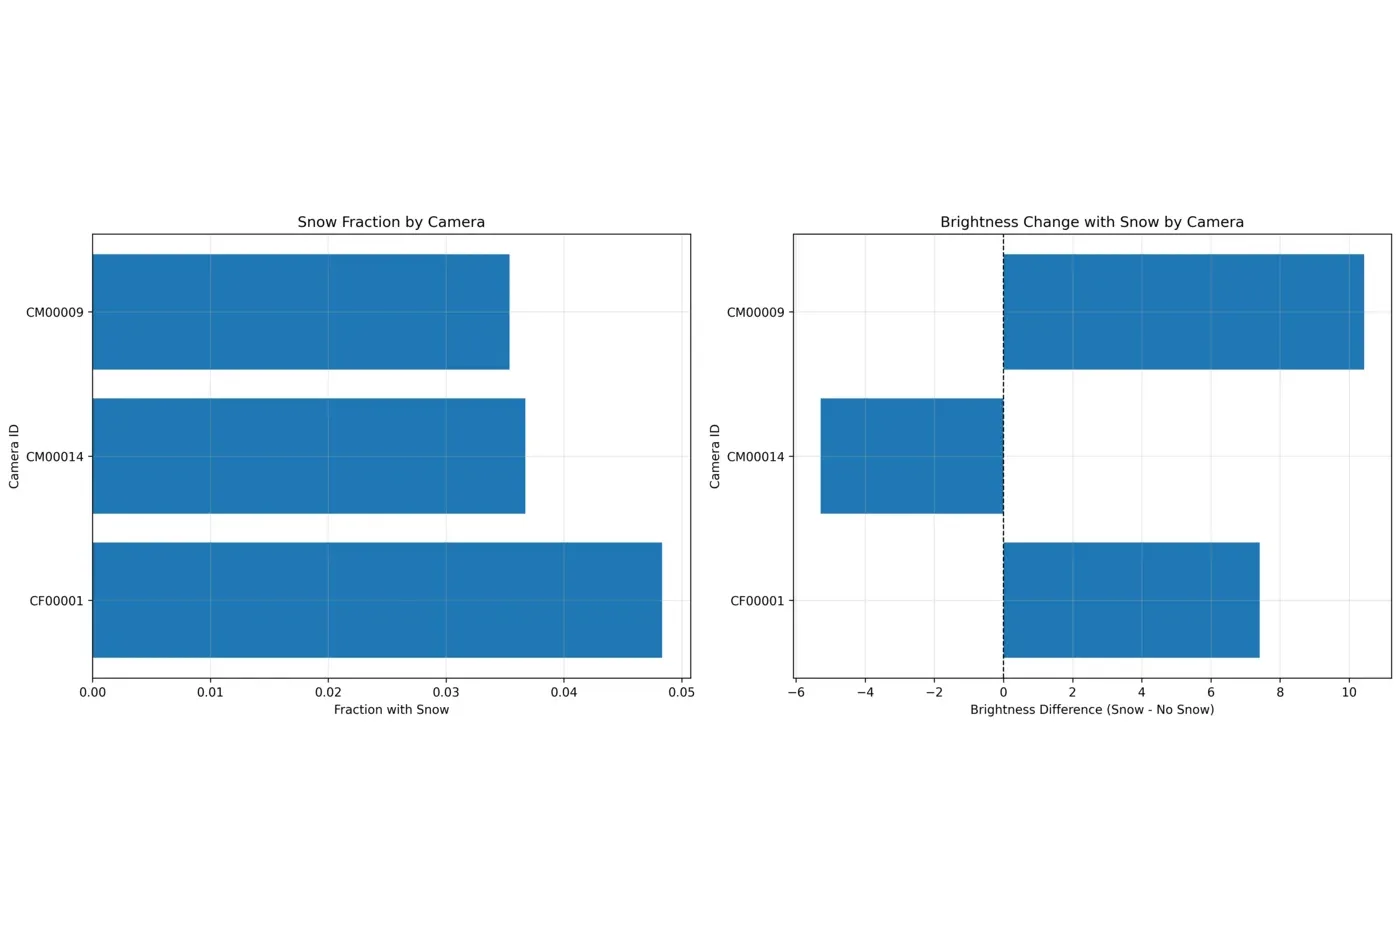 Snow Fraction by Camera
Camera ID
CM00009
CM00014
CF00001
0.00 0.01 0.02 0.03 0.04 0.05
Fraction with Snow
Brightness Change with Snow by Camera
Camera ID
CM00009
CM00014
CF00001
−6 −4 −2 0 2 4 6 8 10
Brightness Difference (Snow - No Snow)